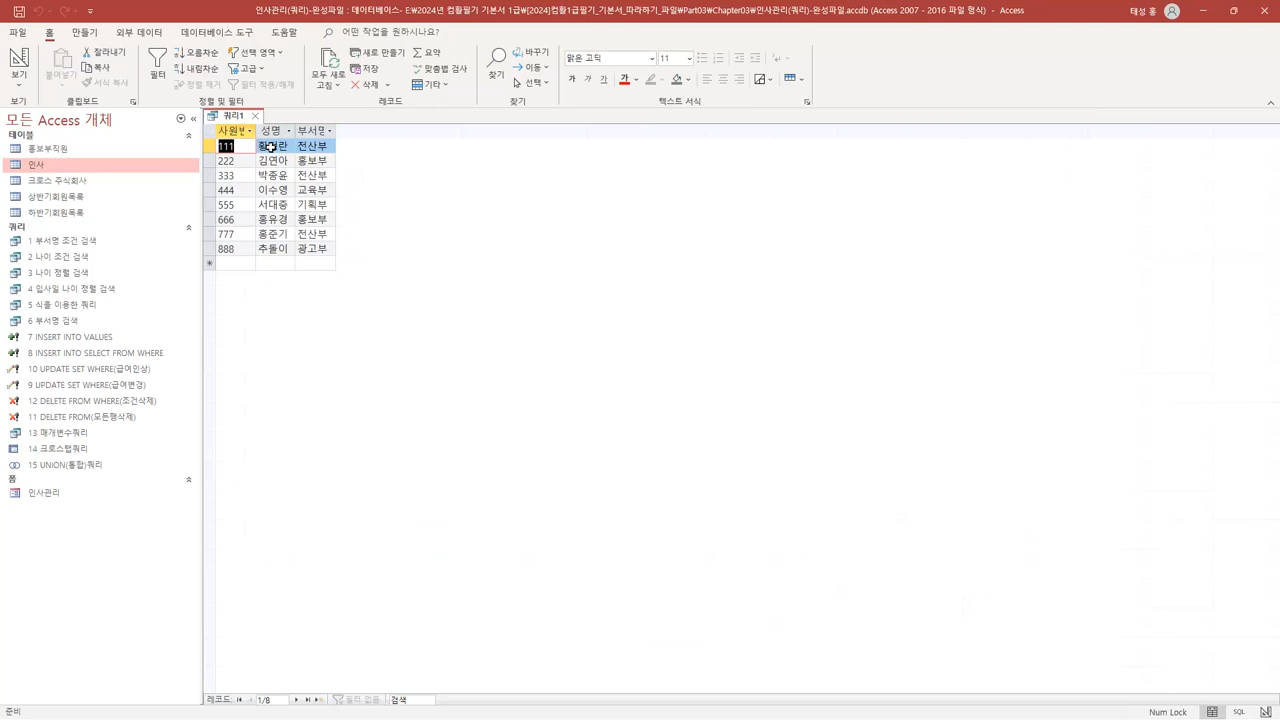 인사관리(쿼리)-완성파일 : 데이터베이스- E:₩2024년 컴활필기 기본서 1급₩[2024]컴활1급필기_기본서_따라하기_파일₩Part03₩Chapter03₩인사관리(쿼리)-완성파일.accdb (Access 2007 - 2016 파일 형식) - Access
태성 홍
파일 홈 만들기 외부 데이터 데이터베이스 도구 도움말 어떤 작업을 원하시나요?
보기
붙여넣기
잘라내기
복사
서식 복사
필터
오름차순
내림차순
정렬 제거
선택 영역
고급
필터 적용/해제
모두 새로 고침
새로 만들기
저장
삭제
요약
맞춤법 검사
기타
찾기
바꾸기
이동
선택
맑은 고딕 11
가 가 가 가
보기 클립보드 정렬 및 필터 레코드 찾기 텍스트 서식
모든 Access 개체
테이블
홍보부직원
인사
크로스 주식회사
상반기회원목록
하반기회원목록
쿼리
1 부서명 조건 검색
2 나이 조건 검색
3 나이 정렬 검색
4 입사일 나이 정렬 검색
5 식을 이용한 쿼리
6 부서명 검색
7 INSERT INTO VALUES
8 INSERT INTO SELECT FROM WHERE
10 UPDATE SET WHERE(급여인상)
9 UPDATE SET WHERE(급여변경)
12 DELETE FROM WHERE(조건삭제)
11 DELETE FROM(모든행삭제)
13 매개변수쿼리
14 크로스탭쿼리
15 UNION(통합)쿼리
폼
인사관리
쿼리1
성명 부서명
111 전산부
222 김연아 홍보부
333 박종윤 전산부
444 이수영 교육부
555 서대중 기획부
666 홍유경 홍보부
777 홍준기 전산부
888 추돌이 광고부
레코드: 1/8 필터 없음 검색
준비 Num Lock SQL